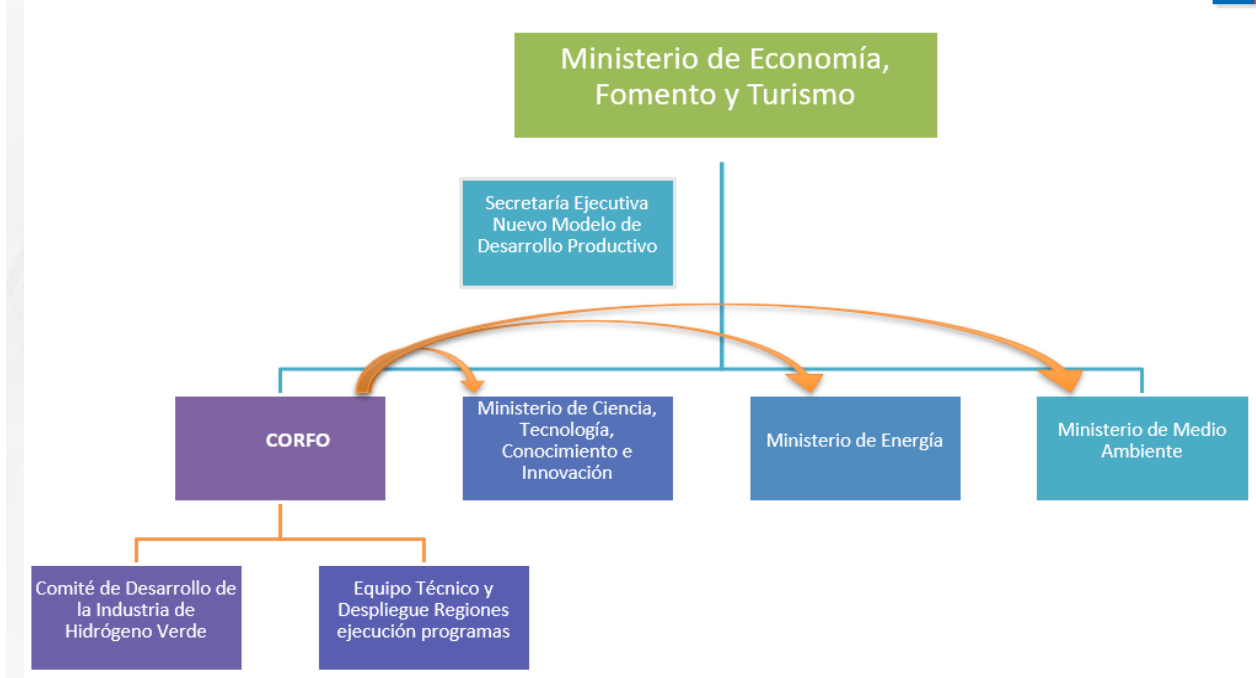 Ministerio de Economía,
Fomento y Turismo
Secretaría Ejecutiva
Nuevo Modelo de
Desarrollo Productivo
CORFO
Ministerio de Ciencia,
Tecnología,
Conocimiento e
Innovación
Ministerio de Energía
Ministerio de Medio
Ambiente
Comité de Desarrollo de
la Industria de
Hidrógeno Verde
Equipo Técnico y
Despliegue Regiones
ejecución programas